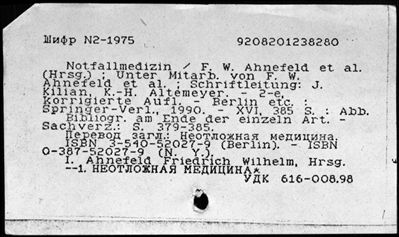 Шифр N2-1975 9208201238280
Notfallmedizin / F. W. Ahnefeld et al.
(Hrsg.) ; Unter Mitarb. von F. W.
Ahnefeld et al. ; Schriftleitung: J.
Kilian, K.-H. Altemeyer. - 2-e,
korrigierte Aufl. - Berlin etc. :
Springer-Verl., 1990. - XVI, 385 S. : Abb.
Bibliogr. am Ende der einzeln Art. -
Sachverz.: S. 379-385.
Перевод загл.: Неотложная медицина.
ISBN 3-540-52027-9 (Berlin). - ISBN
0-387-52027-9 (N. Y.)
I. Ahnefeld Friedrich Wilhelm, Hrsg.
--1. НЕОТЛОЖНАЯ МЕДИЦИНА*
УДК 616-008.98